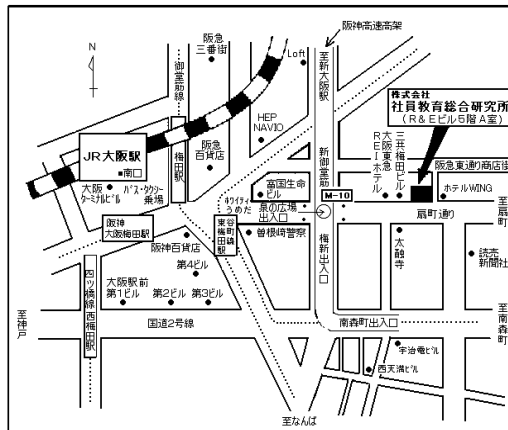 阪神高速高架
N
阪急
三番街
Loft
至新大阪駅
御堂筋線
梅田駅
株式会社
社員教育総合研究所
(R&Eビル5階A室)
HEP
NAVIO
新御堂筋
JR大阪駅
南口
阪急
百貨店
大阪
ターミナルビル
バス・タクシー
乗場
三共梅田ビル
大阪東急
REIホテル
阪急東通り商店街
ホテルWING
富国生命
ビル
M-10
至扇町
扇町通り
ホワイティ
うめだ
泉の広場
出入口
阪神
大阪梅田駅
谷町線
東梅田駅
阪神百貨店
曽根崎警察
梅新出入口
太融寺
読売
新聞社
第4ビル
大阪駅前
第1ビル
第2ビル
第3ビル
四ッ橋線
西梅田駅
至神戸
国道2号線
南森町出入口
至南森町
宇治電ビル
西天満ビル
至なんば